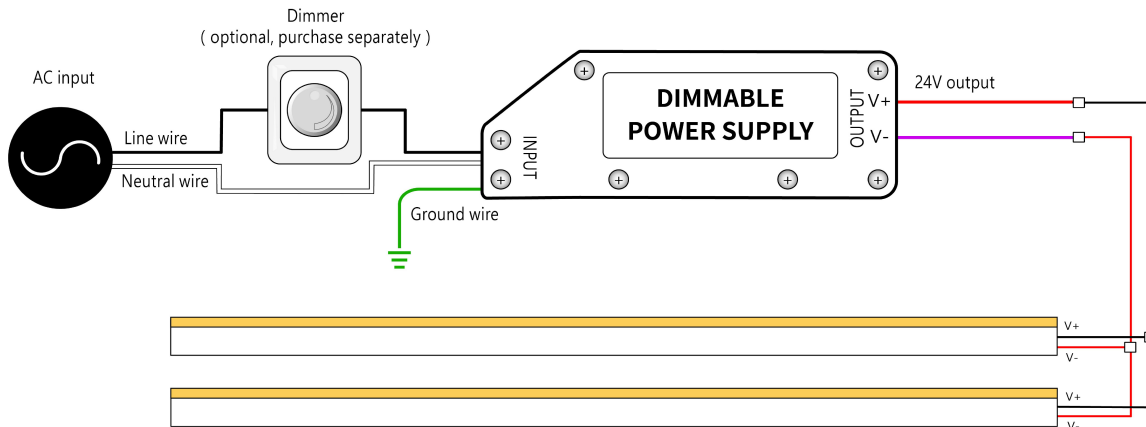 Dimmer
( optional, purchase separately )
AC input
Line wire
Neutral wire
Ground wire
INPUT
DIMMABLE
POWER SUPPLY
OUTPUT
V+
V-
24V output
V+
V-
V+
V-